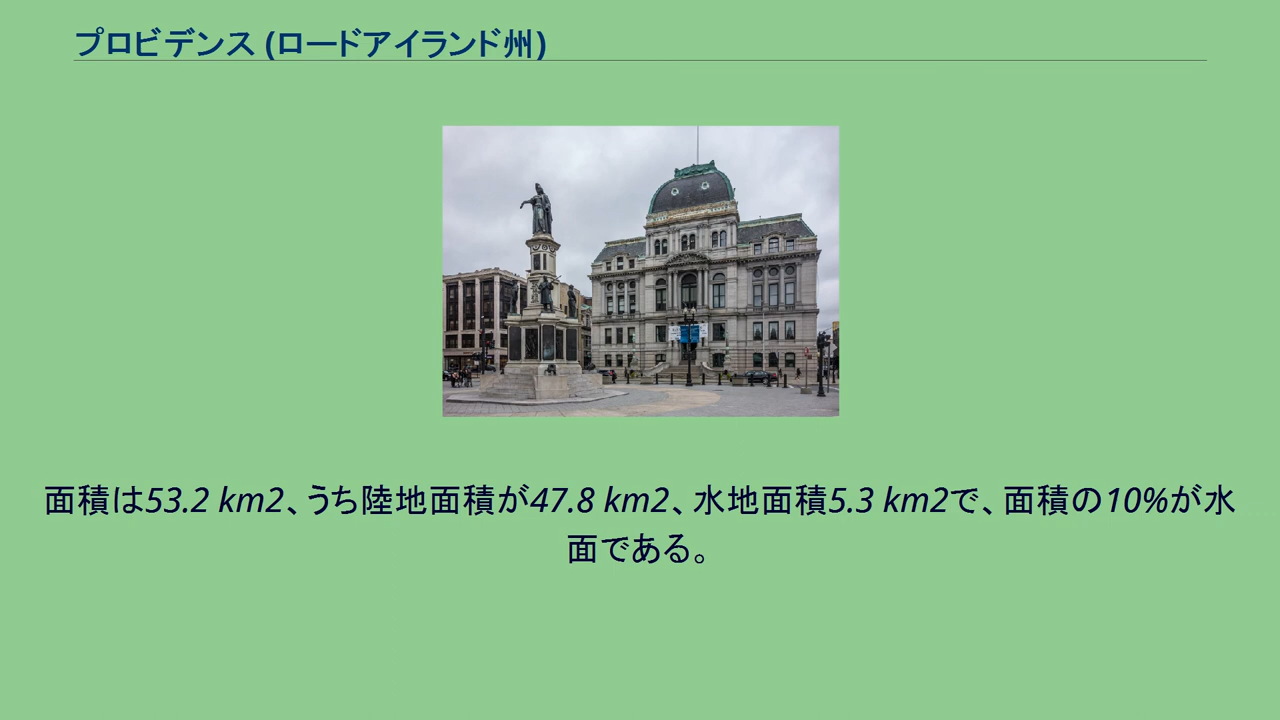 プロビデンス (ロードアイランド州)
面積は53.2 km2、うち陸地面積が47.8 km2、水地面積5.3 km2で、面積の10%が水
面である。